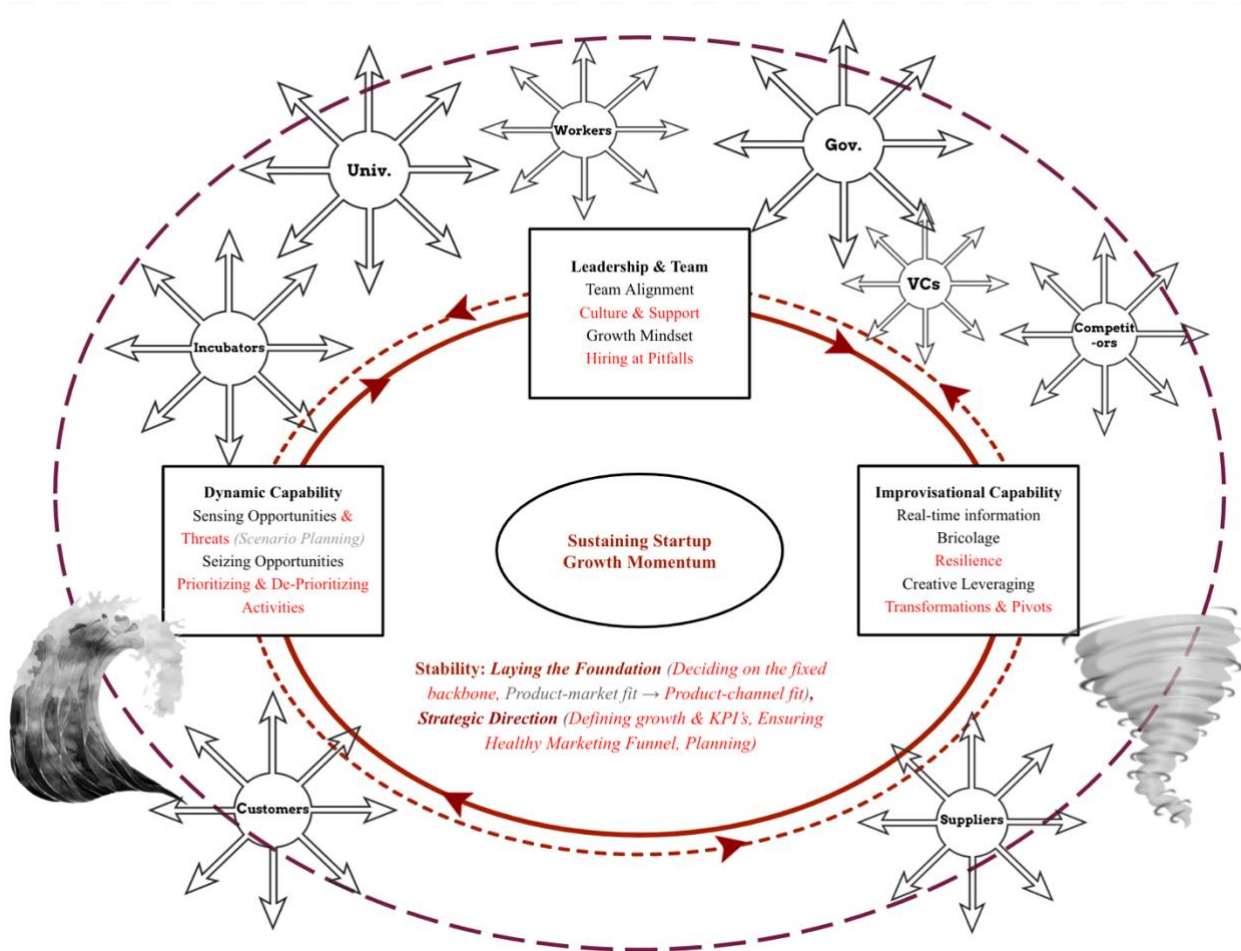 Workers
Univ.
Gov.
VCs
Incubators
Competit
-ors
Leadership & Team
Team Alignment
Culture & Support
Growth Mindset
Hiring at Pitfalls
Dynamic Capability
Sensing Opportunities &
Threats (Scenario Planning)
Seizing Opportunities
Prioritizing & De-Prioritizing
Activities
Improvisational Capability
Real-time information
Bricolage
Resilience
Creative Leveraging
Transformations & Pivots
Sustaining Startup
Growth Momentum
Stability: Laying the Foundation (Deciding on the fixed
backbone, Product-market fit → Product-channel fit),
Strategic Direction (Defining growth & KPI's, Ensuring
Healthy Marketing Funnel, Planning)
Customers
Suppliers